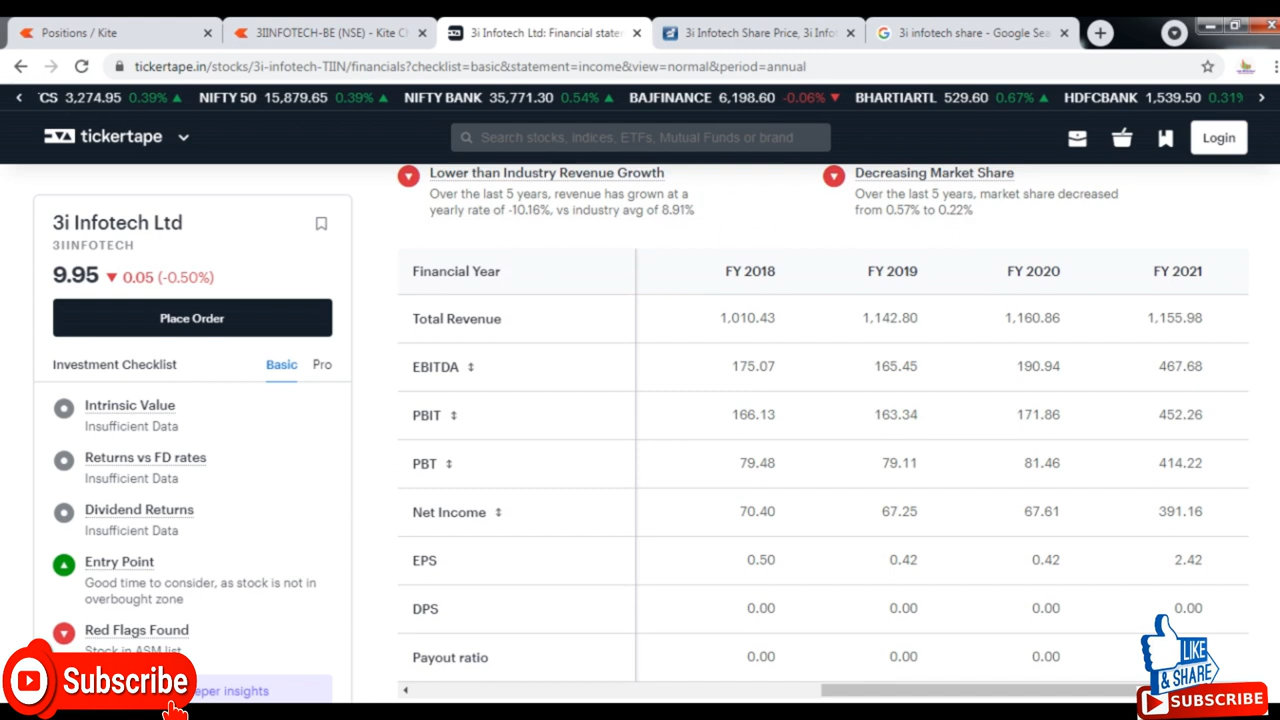 Positions / Kite
3IINFOTECH-BE (NSE) - Kite C
3i Infotech Ltd: Financial state
3i Infotech Share Price, 3i Info
3i infotech share - Google Sea
tickertape.in/stocks/3-i-infotech-TIIN/financials?checklist=basic&statement=income&view=normal&period=annual
CS 3,274.95 0.39% NIFTY 50 15,879.65 0.39% NIFTY BANK 35,771.30 0.54% BAJFINANCE 6,198.60 -0.06% BHARTIARTL 529.60 0.67% HDFCBANK 1,539.50 0.31%
tickertape
Search stocks, indices, ETFs, Mutual Funds or brand
Login
Lower than Industry Revenue Growth
Over the last 5 years, revenue has grown at a
yearly rate of -10.16%, vs industry avg of 8.91%
Decreasing Market Share
Over the last 5 years, market share decreased
from 0.57% to 0.22%
3i Infotech Ltd
3IINFOTECH
9.95 0.05 (-0.50%)
Place Order
Investment Checklist Basic Pro
Intrinsic Value
Insufficient Data
Returns vs FD rates
Insufficient Data
Dividend Returns
Insufficient Data
Entry Point
Good time to consider, as stock is not in
overbought zone
Red Flags Found
Stock in ASM list
eper insights
Financial Year FY 2018 FY 2019 FY 2020 FY 2021
Total Revenue 1,010.43 1,142.80 1,160.86 1,155.98
EBITDA 175.07 165.45 190.94 467.68
PBIT 166.13 163.34 171.86 452.26
PBT 79.48 79.11 81.46 414.22
Net Income 70.40 67.25 67.61 391.16
EPS 0.50 0.42 0.42 2.42
DPS 0.00 0.00 0.00 0.00
Payout ratio 0.00 0.00 0.00
Subscribe
LIKE
& SHARE
SUBSCRIBE